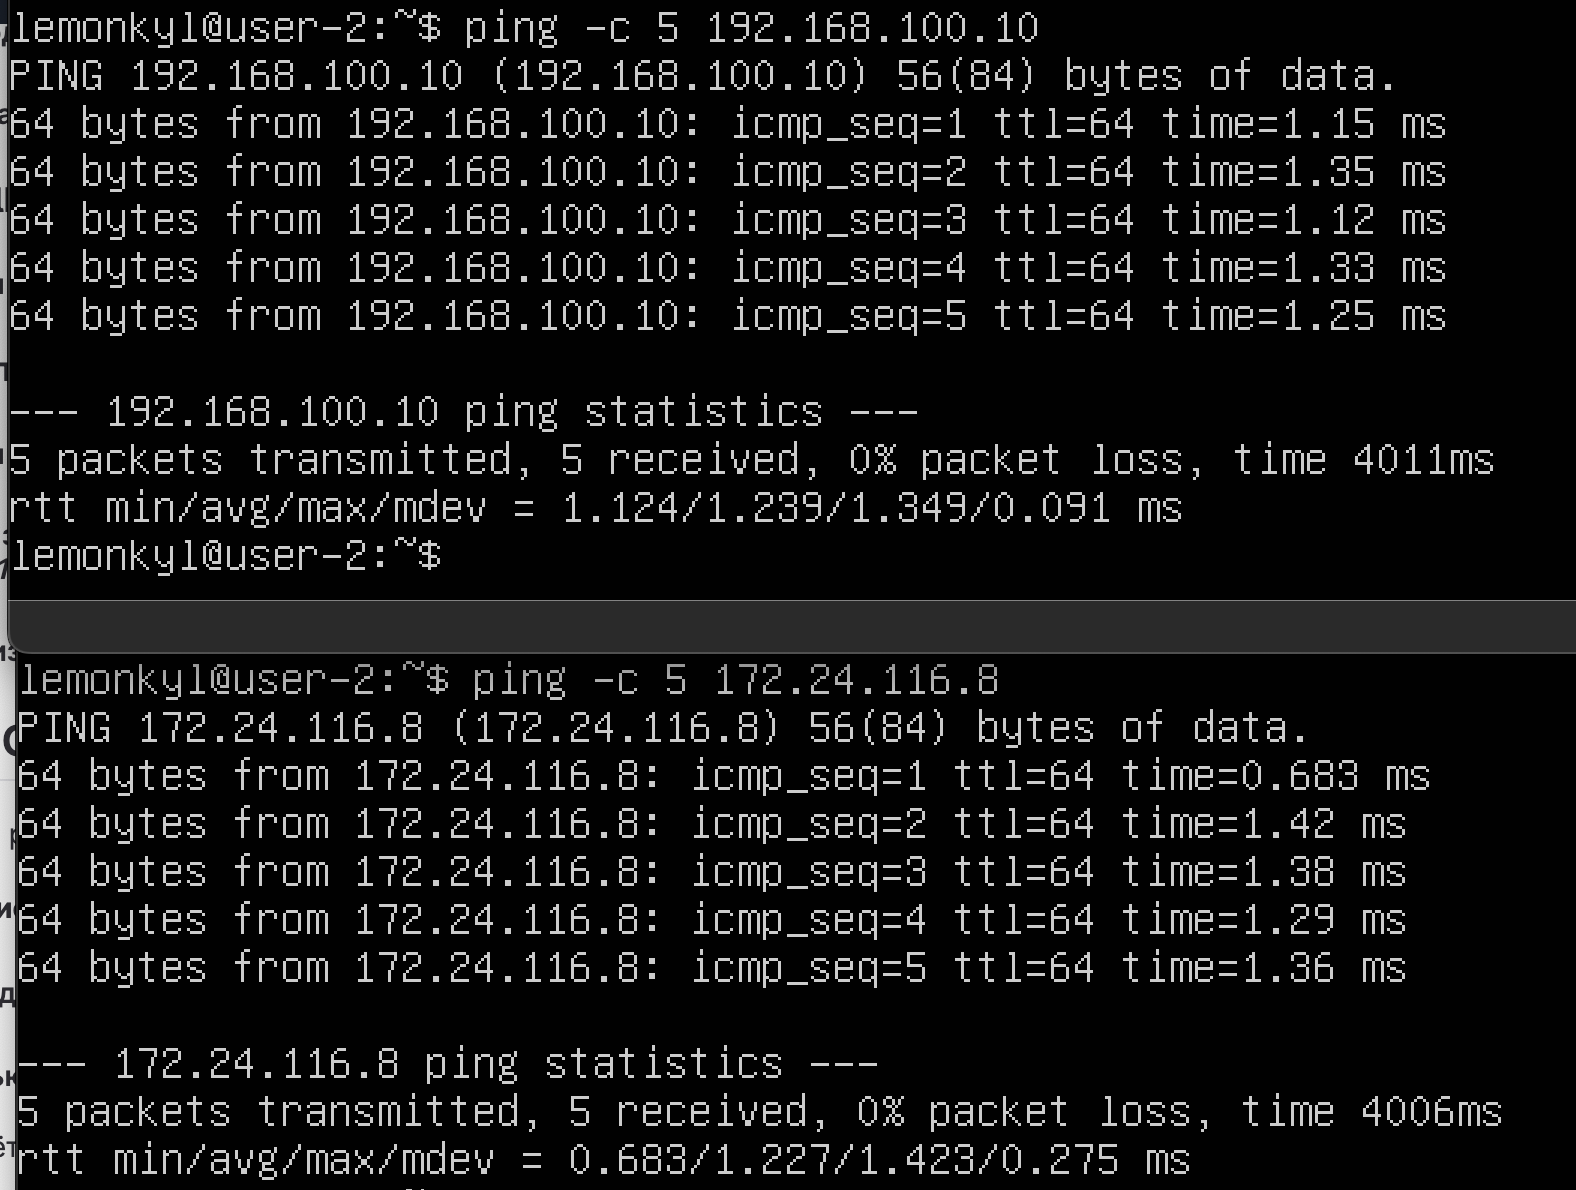 lemonkyl@user-2:~$ ping -c 5 192.168.100.10
PING 192.168.100.10 (192.168.100.10) 56(84) bytes of data.
64 bytes from 192.168.100.10: icmp_seq=1 ttl=64 time=1.15 ms
64 bytes from 192.168.100.10: icmp_seq=2 ttl=64 time=1.35 ms
64 bytes from 192.168.100.10: icmp_seq=3 ttl=64 time=1.12 ms
64 bytes from 192.168.100.10: icmp_seq=4 ttl=64 time=1.33 ms
64 bytes from 192.168.100.10: icmp_seq=5 ttl=64 time=1.25 ms
--- 192.168.100.10 ping statistics ---
5 packets transmitted, 5 received, 0% packet loss, time 4011ms
rtt min/avg/max/mdev = 1.124/1.239/1.349/0.091 ms
lemonkyl@user-2:~$
lemonkyl@user-2:~$ ping -c 5 172.24.116.8
PING 172.24.116.8 (172.24.116.8) 56(84) bytes of data.
64 bytes from 172.24.116.8: icmp_seq=1 ttl=64 time=0.683 ms
64 bytes from 172.24.116.8: icmp_seq=2 ttl=64 time=1.42 ms
64 bytes from 172.24.116.8: icmp_seq=3 ttl=64 time=1.38 ms
64 bytes from 172.24.116.8: icmp_seq=4 ttl=64 time=1.29 ms
64 bytes from 172.24.116.8: icmp_seq=5 ttl=64 time=1.36 ms
--- 172.24.116.8 ping statistics ---
5 packets transmitted, 5 received, 0% packet loss, time 4006ms
rtt min/avg/max/mdev = 0.683/1.227/1.423/0.275 ms